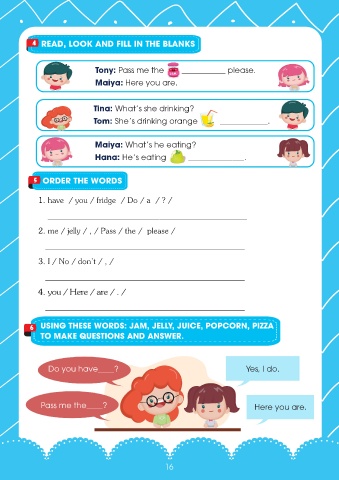 4 READ, LOOK AND FILL IN THE BLANKS
Tony: Pass me the __________ please.
Maiya: Here you are.
Tina: What's she drinking?
Tom: She's drinking orange ___________.
Maiya: What's he eating?
Hana: He's eating _____________.
5 ORDER THE WORDS
1. have / you / fridge / Do / a / ? /
2. me / jelly / , / Pass / the / please /
3. I / No / don't / , /
4. you / Here / are / . /
6 USING THESE WORDS: JAM, JELLY, JUICE, POPCORN, PIZZA
TO MAKE QUESTIONS AND ANSWER.
Do you have____?
Yes, I do.
Pass me the____?
Here you are.
16